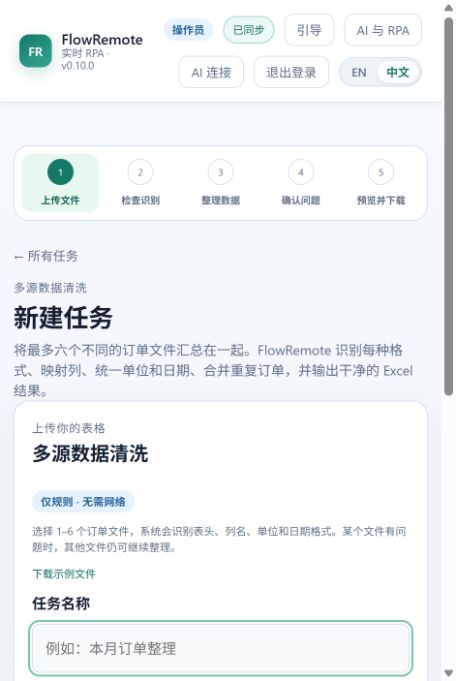 FR
FlowRemote
实时 RPA ·
v0.10.0
操作员
已同步
引导
AI 与 RPA
AI 连接
退出登录
EN
中文
1
2
3
4
5
上传文件
检查识别
整理数据
确认问题
预览并下载
← 所有任务
多源数据清洗
新建任务
将最多六个不同的订单文件汇总在一起。FlowRemote 识别每种格
式、映射列、统一单位和日期、合并重复订单，并输出干净的 Excel
结果。
上传你的表格
多源数据清洗
仅规则 · 无需网络
选择 1–6 个订单文件，系统会识别表头、列名、单位和日期格式。某个文件有问
题时，其他文件仍可继续整理。
下载示例文件
任务名称
例如：本月订单整理